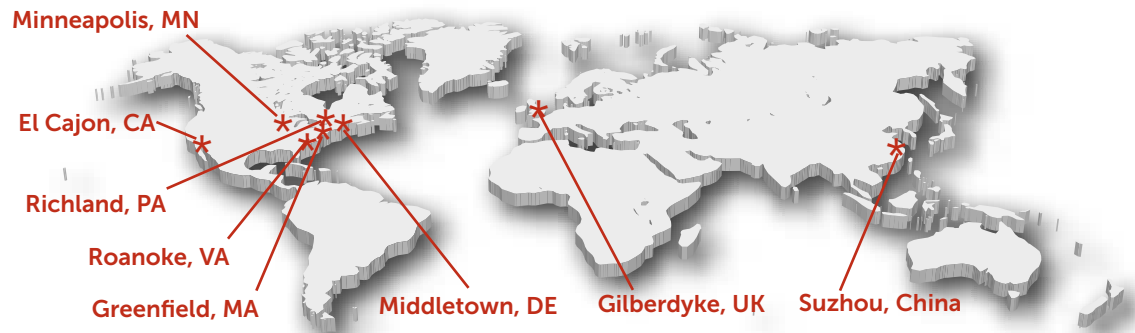 Minneapolis, MN
El Cajon, CA
Richland, PA
Roanoke, VA
Greenfield, MA
Middletown, DE
Gilberdyke, UK
Suzhou, China